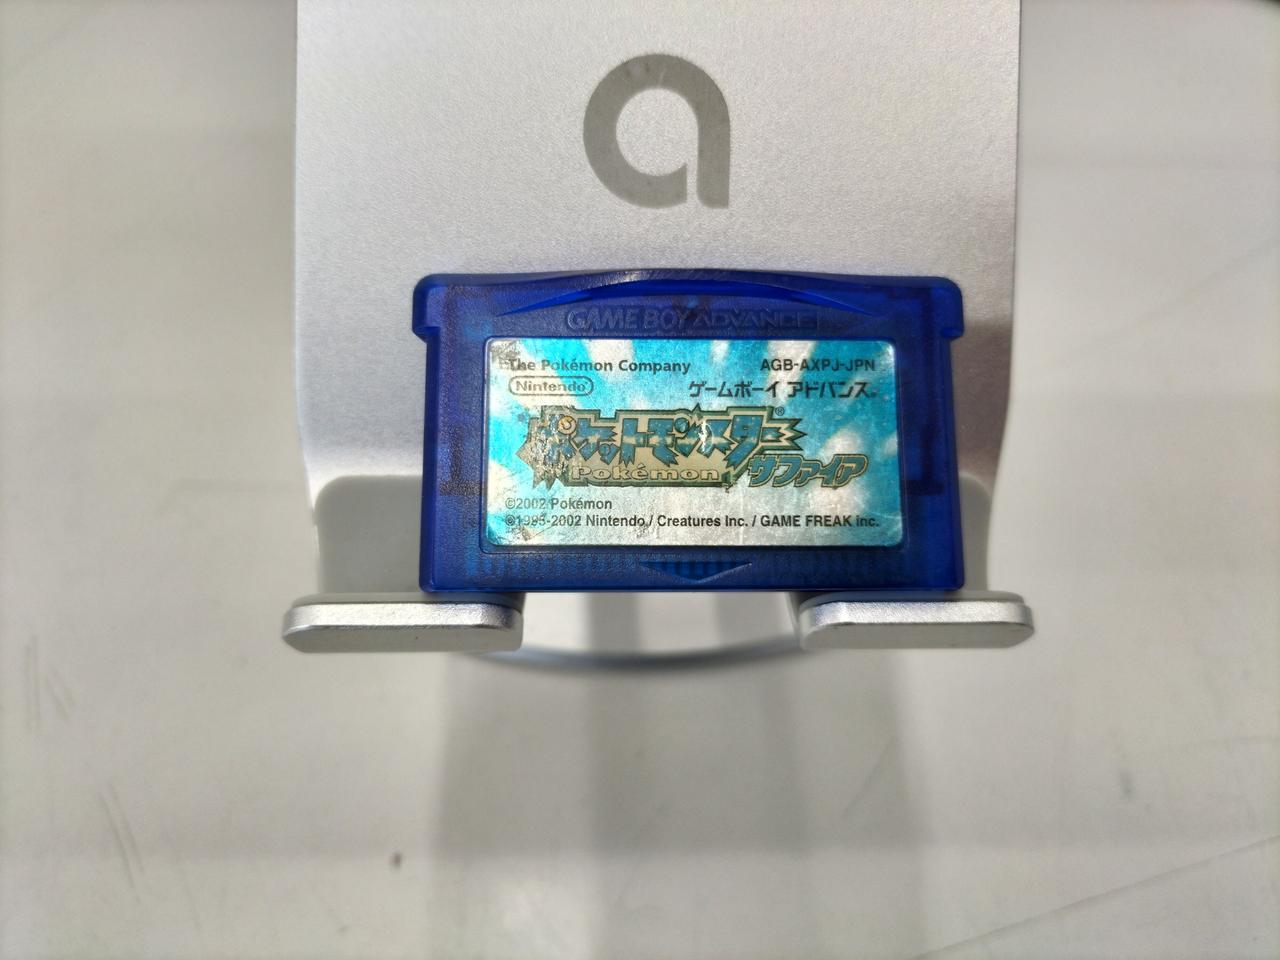 a
GAME BOY ADVANCE
The Pokémon Company AGB-AXPJ-JPN
Nintendo® ゲームボーイ アドバンス®
ポケットモンスター®
Pokémon サファイア
©2002 Pokémon
©1995-2002 Nintendo / Creatures Inc. / GAME FREAK inc.